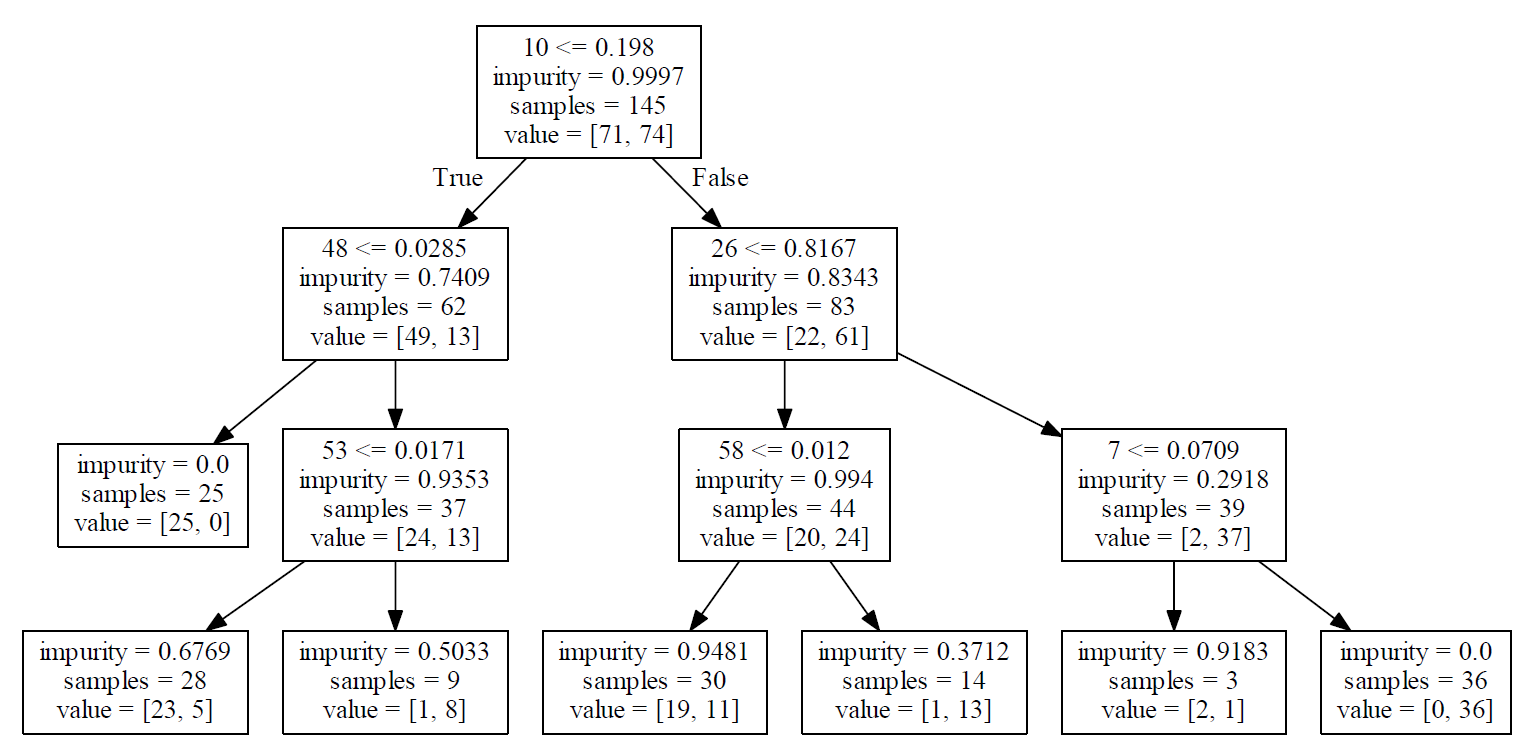 10 <= 0.198
impurity = 0.9997
samples = 145
value = [71, 74]
True
False
48 <= 0.0285
impurity = 0.7409
samples = 62
value = [49, 13]
26 <= 0.8167
impurity = 0.8343
samples = 83
value = [22, 61]
impurity = 0.0
samples = 25
value = [25, 0]
53 <= 0.0171
impurity = 0.9353
samples = 37
value = [24, 13]
58 <= 0.012
impurity = 0.994
samples = 44
value = [20, 24]
7 <= 0.0709
impurity = 0.2918
samples = 39
value = [2, 37]
impurity = 0.6769
samples = 28
value = [23, 5]
impurity = 0.5033
samples = 9
value = [1, 8]
impurity = 0.9481
samples = 30
value = [19, 11]
impurity = 0.3712
samples = 14
value = [1, 13]
impurity = 0.9183
samples = 3
value = [2, 1]
impurity = 0.0
samples = 36
value = [0, 36]